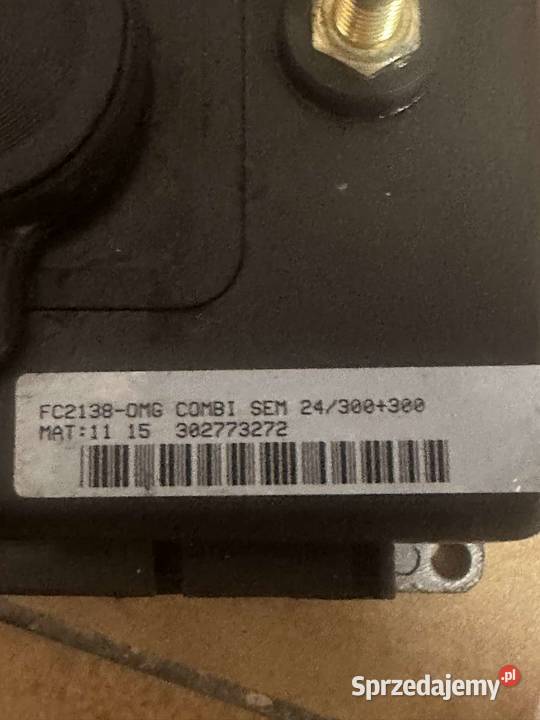 FC2138-OMG COMBI SEM 24/300+300
MAT:11 15 302773272
Sprzedajemy.pl